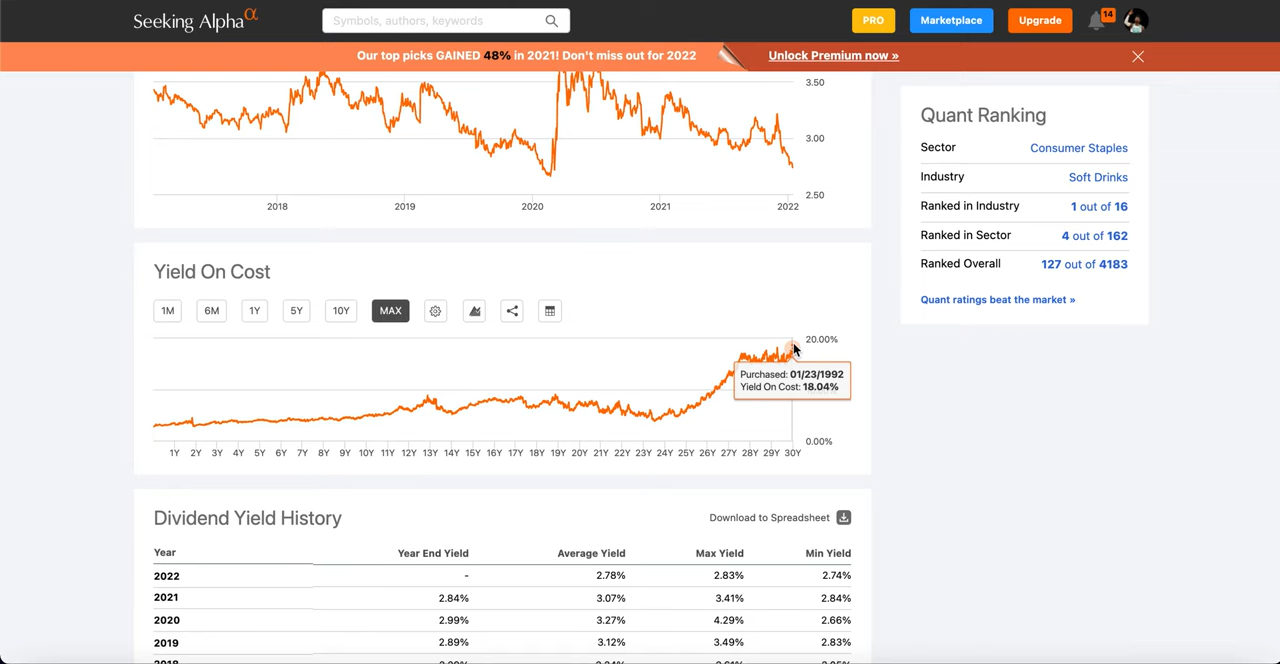 Seeking Alpha α
Symbols, authors, keywords
PRO
Marketplace
Upgrade
14
Our top picks GAINED 48% in 2021! Don't miss out for 2022
Unlock Premium now »
3.50
3.00
2.50
2018 2019 2020 2021 2022
Quant Ranking
Sector Consumer Staples
Industry Soft Drinks
Ranked in Industry 1 out of 16
Ranked in Sector 4 out of 162
Ranked Overall 127 out of 4183
Quant ratings beat the market »
Yield On Cost
1M 6M 1Y 5Y 10Y MAX
20.00%
Purchased: 01/23/1992
Yield On Cost: 18.04%
0.00%
1Y 2Y 3Y 4Y 5Y 6Y 7Y 8Y 9Y 10Y 11Y 12Y 13Y 14Y 15Y 16Y 17Y 18Y 19Y 20Y 21Y 22Y 23Y 24Y 25Y 26Y 27Y 28Y 29Y 30Y
Dividend Yield History
Download to Spreadsheet
Year Year End Yield Average Yield Max Yield Min Yield
2022 - 2.78% 2.83% 2.74%
2021 2.84% 3.07% 3.41% 2.84%
2020 2.99% 3.27% 4.29% 2.66%
2019 2.89% 3.12% 3.49% 2.83%
2018